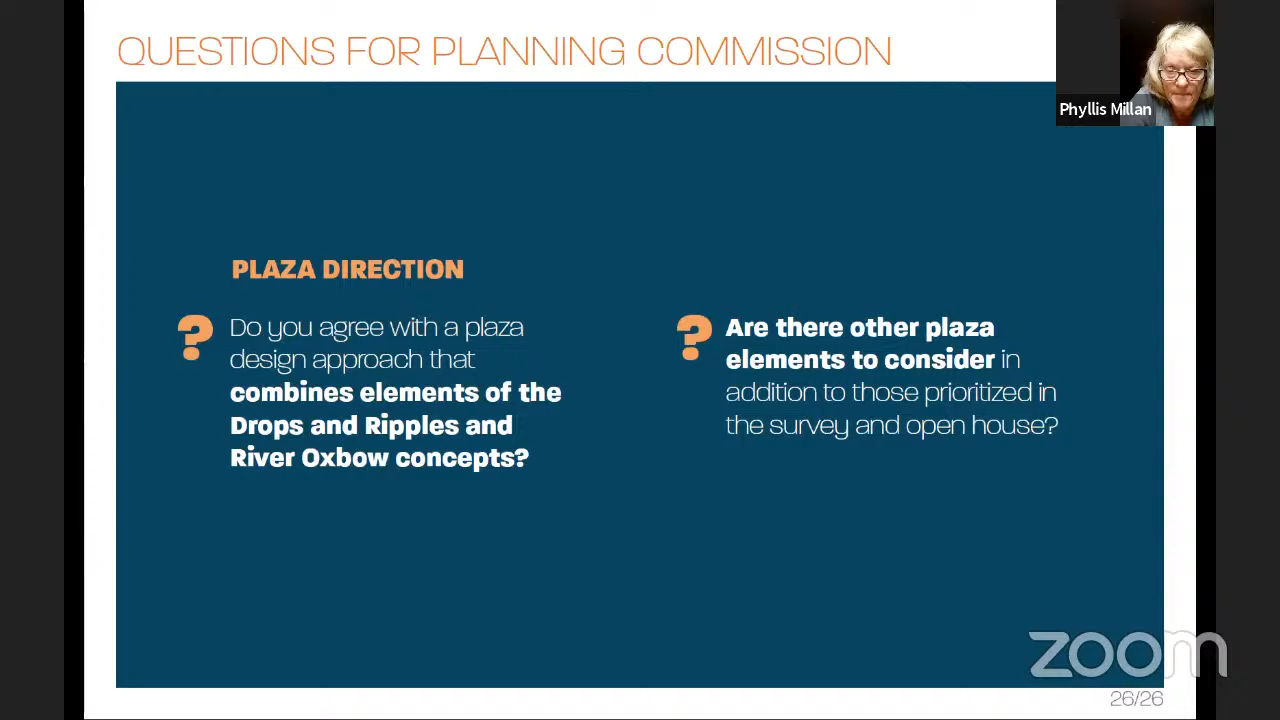 QUESTIONS FOR PLANNING COMMISSION
Phyllis Millan
PLAZA DIRECTION
? Do you agree with a plaza
design approach that
combines elements of the
Drops and Ripples and
River Oxbow concepts?
? Are there other plaza
elements to consider in
addition to those prioritized in
the survey and open house?
zoom
26/26